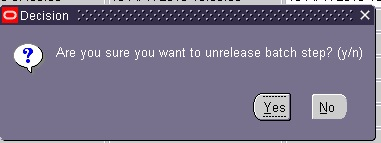 Decision
Are you sure you want to unrelease batch step? (y/n)
Yes
No